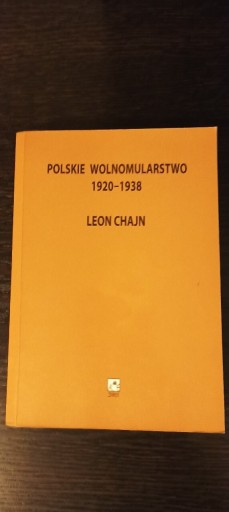 POLSKIE WOLNOMULARSTWO
1920-1938
LEON CHAJN